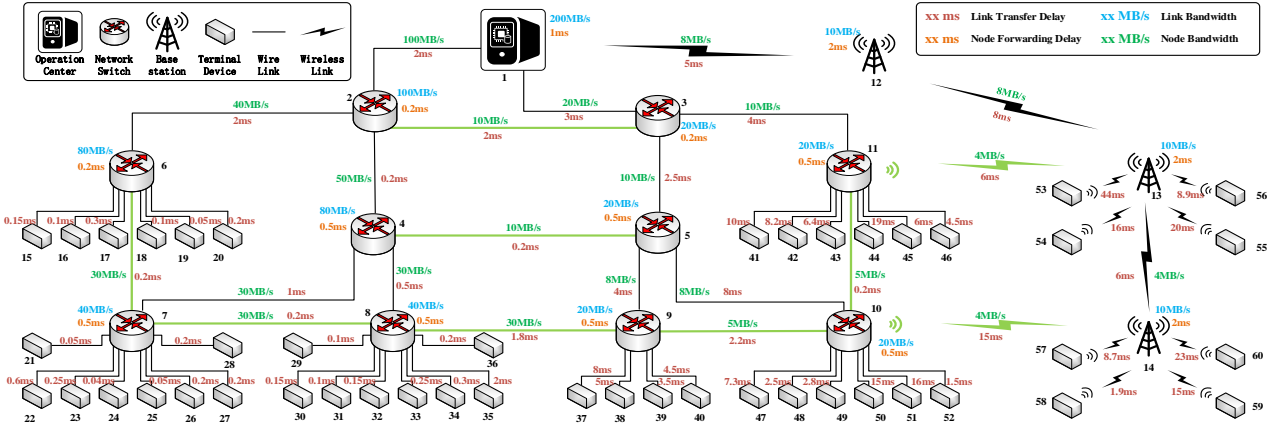 Operation Center
Network Switch
Base station
Terminal Device
Wire Link
Wireless Link
xx ms Link Transfer Delay
xx MB/s Link Bandwidth
xx ms Node Forwarding Delay
xx MB/s Node Bandwidth
200MB/s
1ms
1
100MB/s
2ms
8MB/s
5ms
10MB/s
2ms
12
8MB/s
8ms
2
100MB/s
0.2ms
20MB/s
3ms
3
20MB/s
0.2ms
40MB/s
2ms
10MB/s
2ms
10MB/s
4ms
80MB/s
0.2ms
6
50MB/s
0.2ms
10MB/s
2.5ms
20MB/s
0.5ms
11
4MB/s
6ms
10MB/s
2ms
13
53
44ms
8.9ms
56
54
16ms
20ms
55
0.15ms
0.1ms
0.3ms
0.1ms
0.05ms
0.2ms
15
16
17
18
19
20
80MB/s
0.5ms
4
10MB/s
0.2ms
20MB/s
0.5ms
5
10ms
8.2ms
6.4ms
19ms
6ms
4.5ms
41
42
43
44
45
46
30MB/s
0.2ms
30MB/s
1ms
30MB/s
0.5ms
8MB/s
4ms
8MB/s
8ms
5MB/s
0.2ms
6ms
4MB/s
40MB/s
0.5ms
7
30MB/s
0.2ms
8
40MB/s
0.5ms
30MB/s
1.8ms
20MB/s
0.5ms
9
5MB/s
2.2ms
10
20MB/s
0.5ms
4MB/s
15ms
10MB/s
2ms
14
21
0.05ms
0.2ms
28
29
0.1ms
0.2ms
36
57
8.7ms
23ms
60
58
1.9ms
15ms
59
0.6ms
0.25ms
0.04ms
0.05ms
0.2ms
0.2ms
22
23
24
25
26
27
0.15ms
0.1ms
0.15ms
0.25ms
0.3ms
2ms
30
31
32
33
34
35
8ms
5ms
4.5ms
3.5ms
37
38
39
40
7.3ms
2.5ms
2.8ms
15ms
16ms
1.5ms
47
48
49
50
51
52